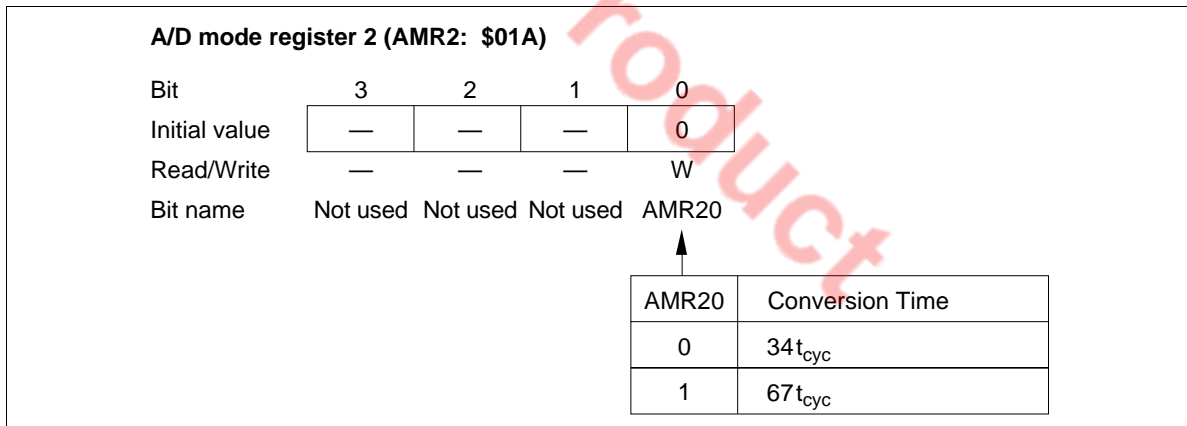 A/D mode register 2 (AMR2: $01A)
Bit 3 2 1 0
Initial value — — — 0
Read/Write — — — W
Bit name Not used Not used Not used AMR20
AMR20 Conversion Time
0 34tcyc
1 67tcyc
roduct